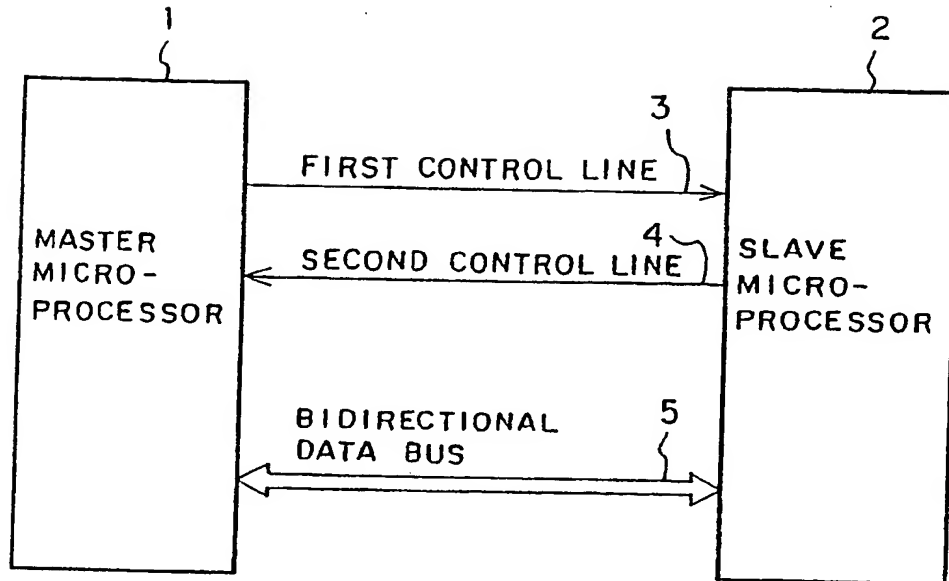 1
2
3
FIRST CONTROL LINE
4
MASTER
MICRO-
PROCESSOR
SECOND CONTROL LINE
SLAVE
MICRO-
PROCESSOR
5
BIDIRECTIONAL
DATA BUS